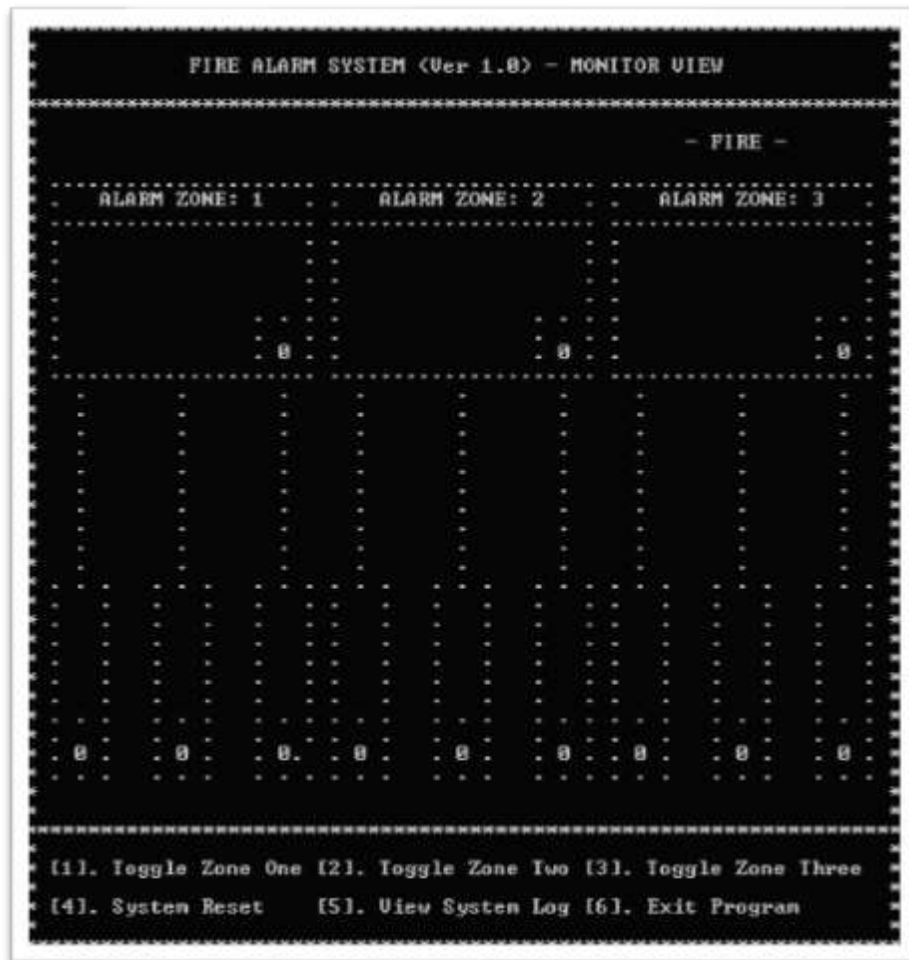 FIRE ALARM SYSTEM (Ver 1.0) - MONITOR VIEW
- FIRE -
ALARM ZONE: 1 ALARM ZONE: 2 ALARM ZONE: 3
0 0 0
0 0 0 0 0 0 0 0 0
[1]. Toggle Zone One [2]. Toggle Zone Two [3]. Toggle Zone Three
[4]. System Reset [5]. View System Log [6]. Exit Program